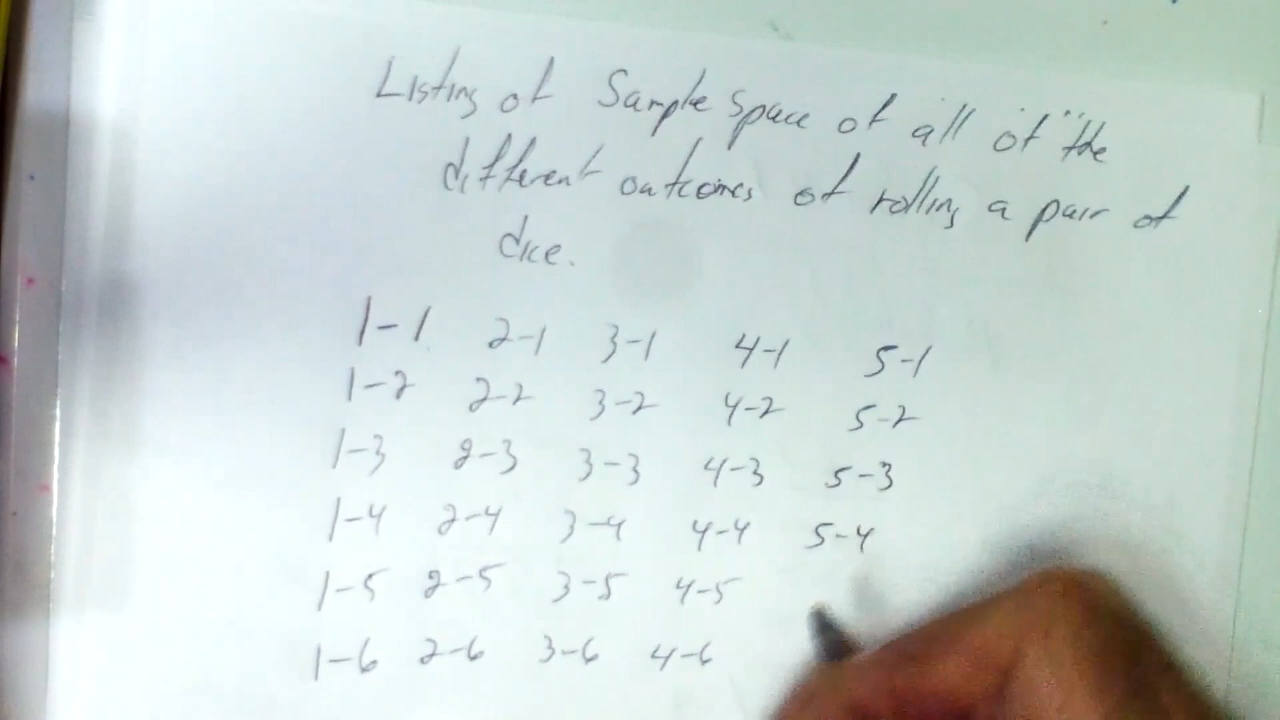 Listing of Sample Space of all of the
different outcomes of rolling a pair of
dice.
1-1 2-1 3-1 4-1 5-1
1-2 2-2 3-2 4-2 5-2
1-3 2-3 3-3 4-3 5-3
1-4 2-4 3-4 4-4 5-4
1-5 2-5 3-5 4-5
1-6 2-6 3-6 4-6